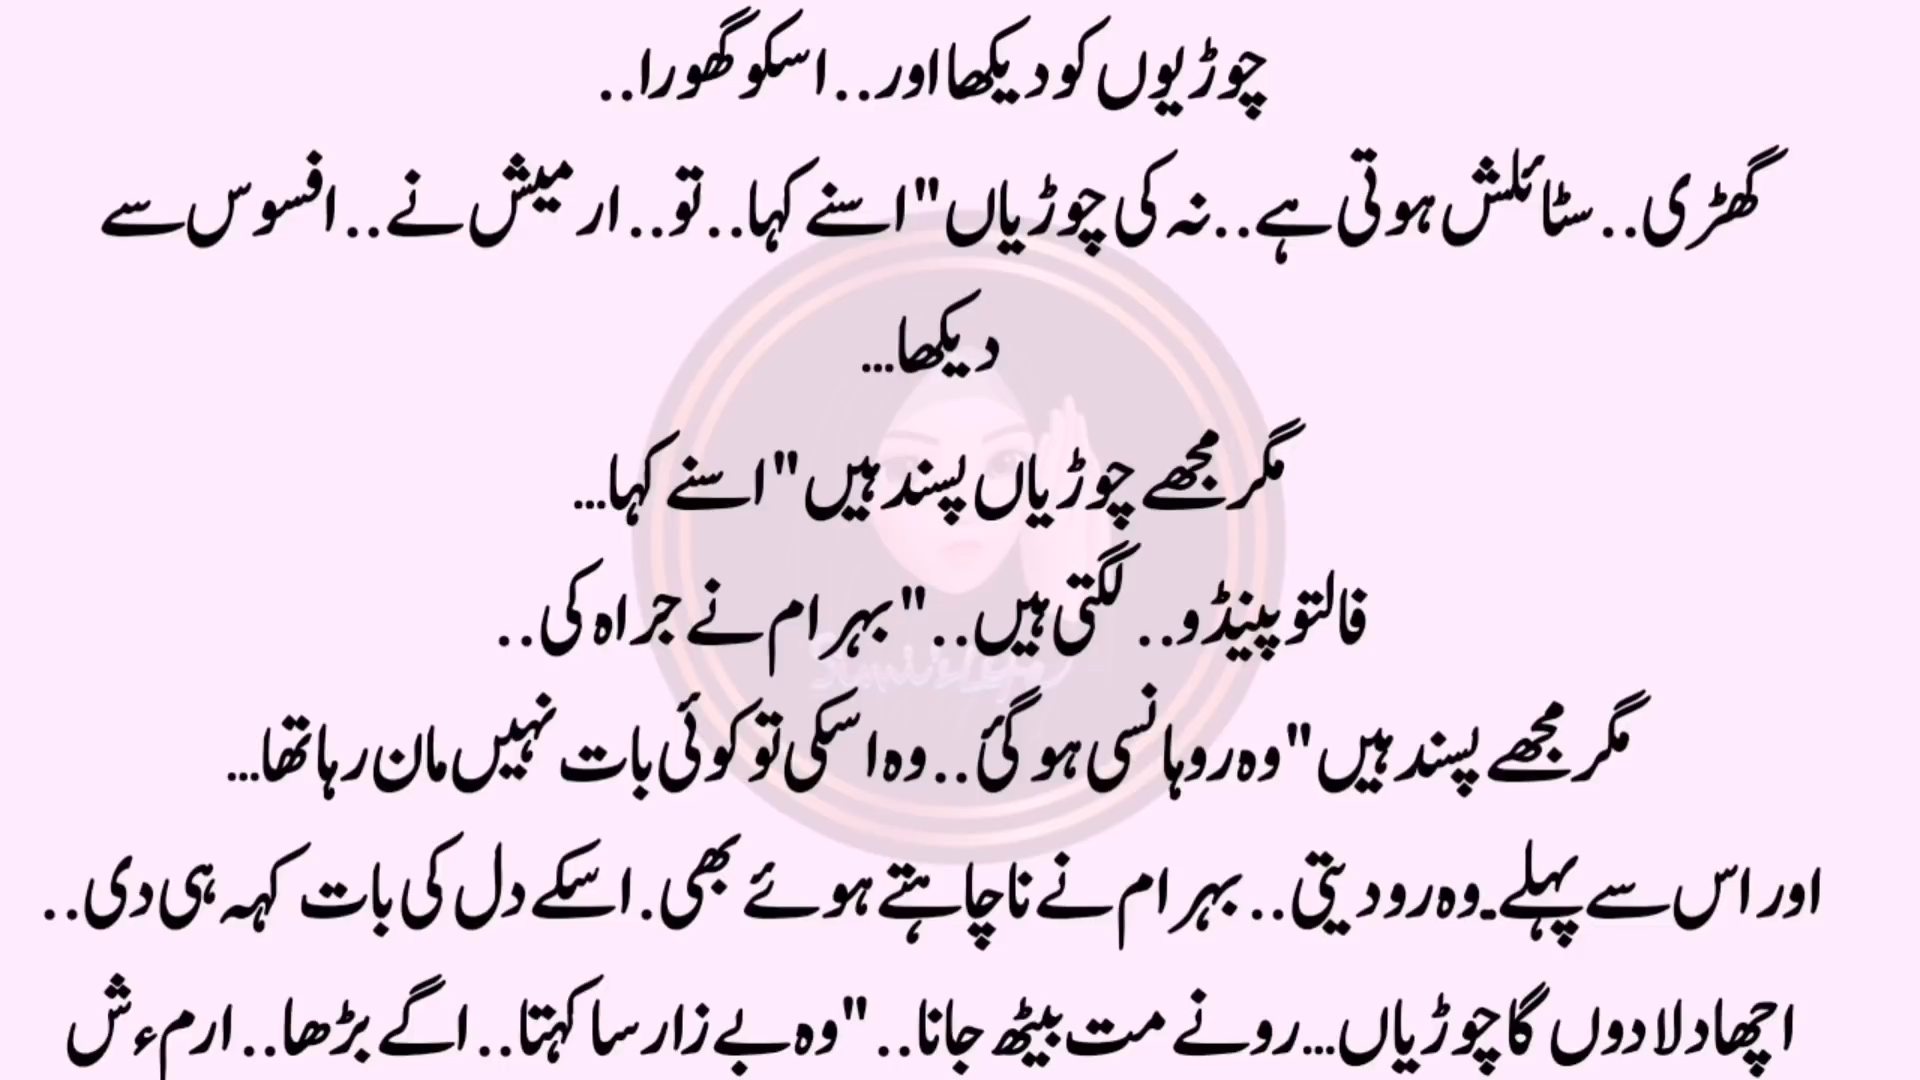 چوڑیوں کو دیکھا اور.. اسکو گھورا..
گھڑی.. سٹائلش ہوتی ہے.. نہ کی چوڑیاں" اسنے کہا.. تو.. ارمیش نے.. افسوس سے
دیکھا...
مگر مجھے چوڑیاں پسند ہیں" اسنے کہا...
فالتو پینڈو.. لگتی ہیں.." بہرام نے جراہ کی..
مگر مجھے پسند ہیں" وہ روہانسی ہو گئ.. وہ اسکی تو کوئی بات نہیں مان رہا تھا...
اور اس سے پہلے۔وہ رو دیتی.. بہرام نے نا چاہتے ہوئے بھی. اسکے دل کی بات کہہ ہی دی..
اچھا دلا دوں گا چوڑیاں... رونے مت بیٹھ جانا.." وہ بے زار سا کہتا.. اگے بڑھا.. ارمءش